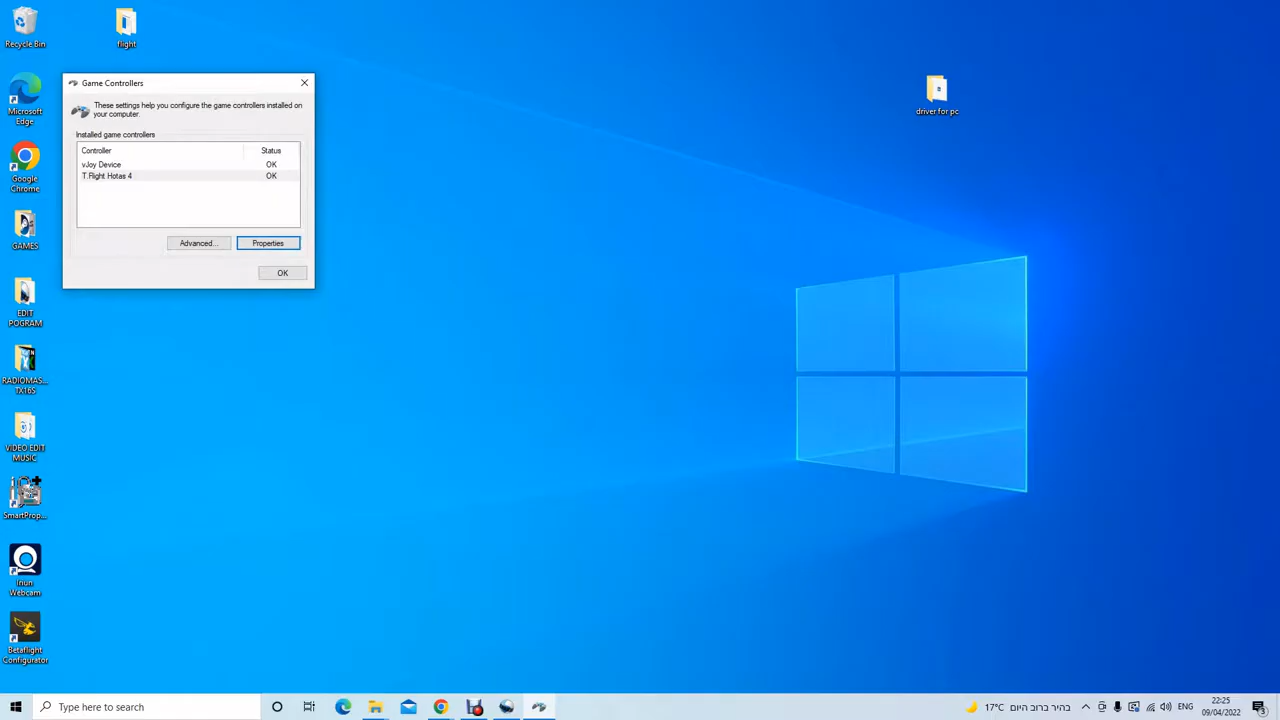 Recycle Bin
flight
Microsoft
Edge
Google
Chrome
GAMES
EDIT
POGRAM
RADIOMAS...
TX16S
VIDEO EDIT
MUSIC
SmartProp...
Iriun
Webcam
Betaflight
Configurator
Game Controllers
These settings help you configure the game controllers installed on
your computer.
Installed game controllers
Controller Status
vJoy Device OK
T.Flight Hotas 4 OK
Advanced... Properties
OK
driver for pc
Type here to search
17°C בהיר ברוב היום
ENG
22:25
09/04/2022